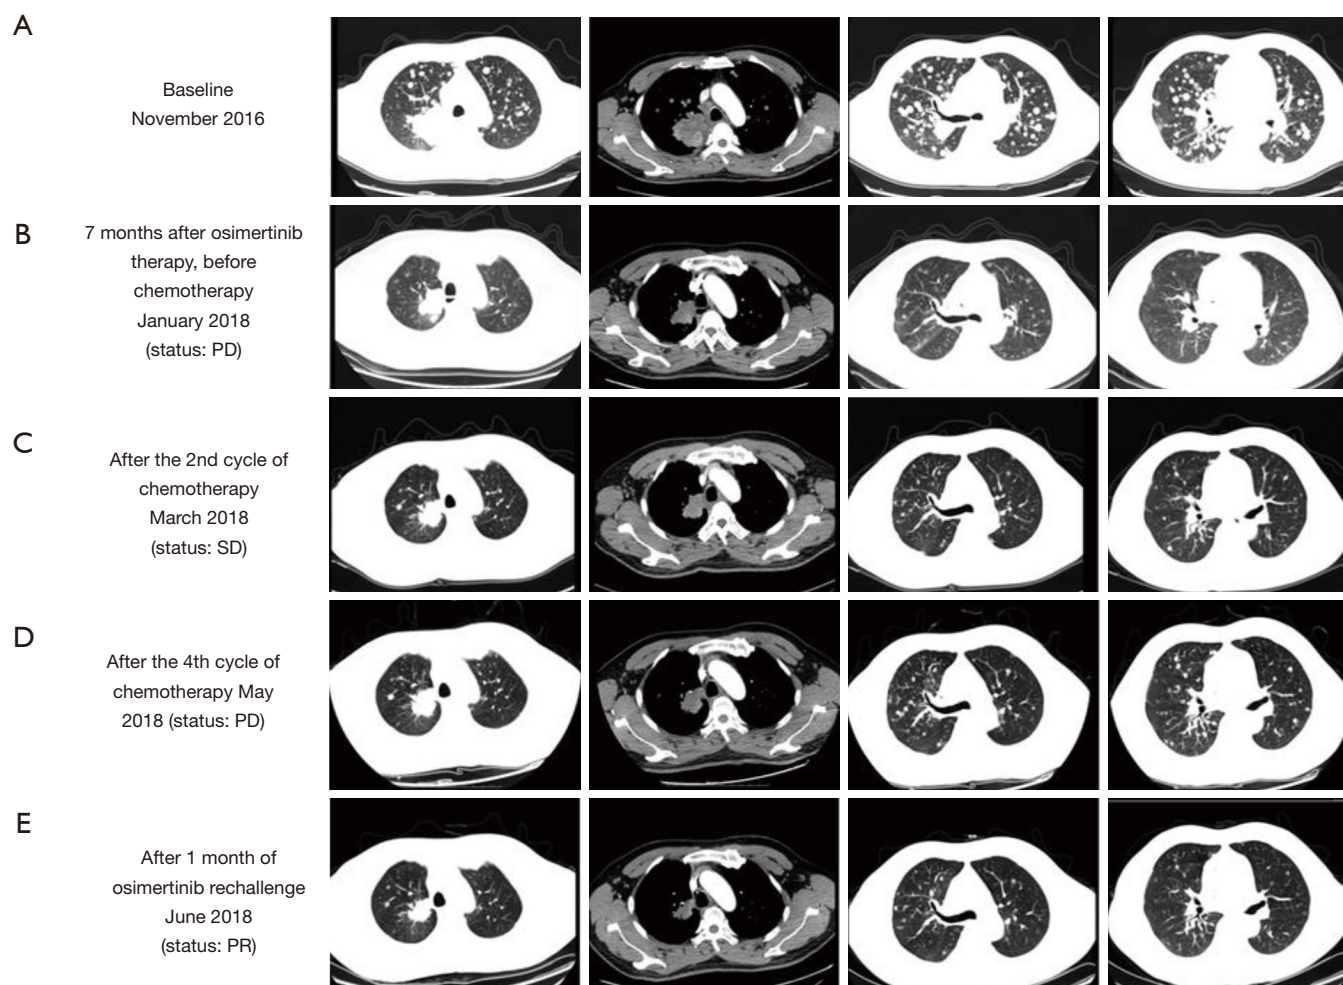 A
Baseline
November 2016
B
7 months after osimertinib
therapy, before
chemotherapy
January 2018
(status: PD)
C
After the 2nd cycle of
chemotherapy
March 2018
(status: SD)
D
After the 4th cycle of
chemotherapy May
2018 (status: PD)
E
After 1 month of
osimertinib rechallenge
June 2018
(status: PR)